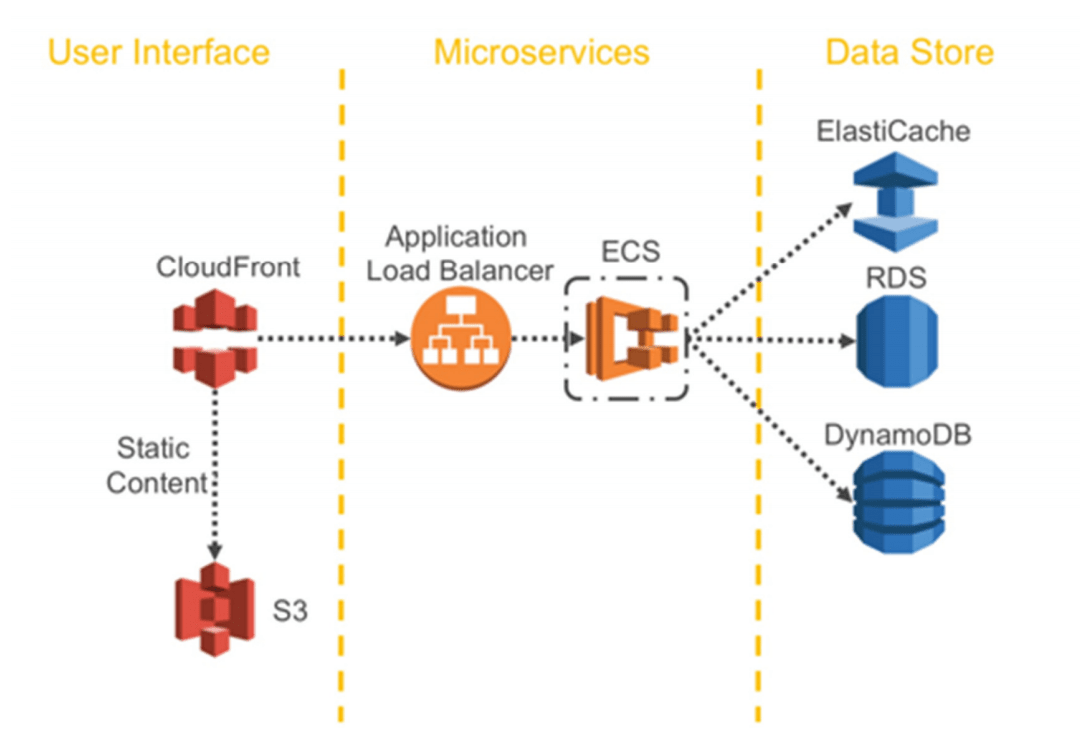 User Interface
Microservices
Data Store
ElastiCache
Application
Load Balancer
ECS
CloudFront
RDS
Static
Content
DynamoDB
S3